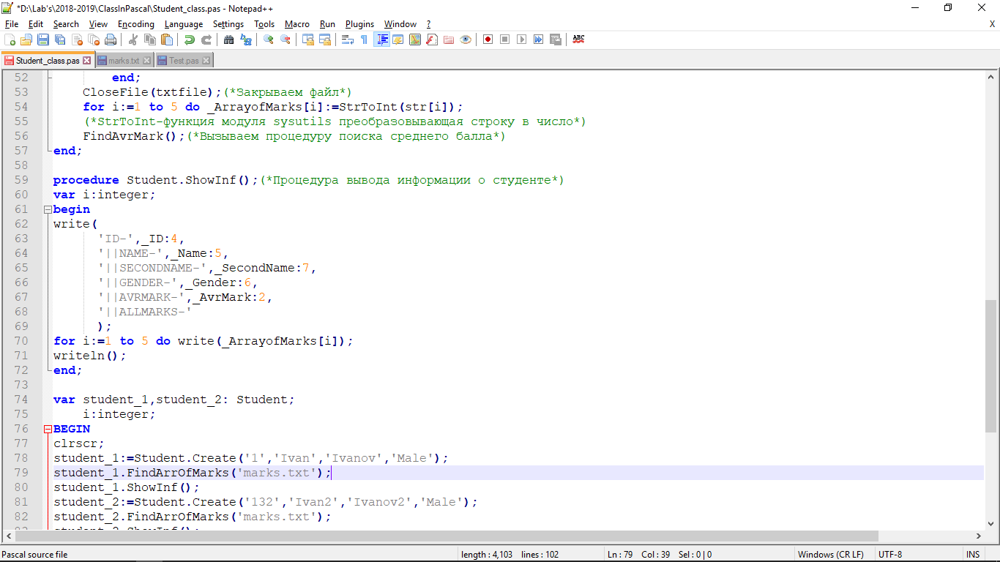 *D:\Lab's\2018-2019\ClassInPascal\Student_class.pas - Notepad++
File Edit Search View Encoding Language Settings Tools Macro Run Plugins Window ? X
ABC
Student_class.pas marks.txt Test.pas
52 end;
53 CloseFile(txtfile);(*Закрываем файл*)
54 for i:=1 to 5 do _ArrayofMarks[i]:=StrToInt(str[i]);
55 (*StrToInt-функция модуля sysutils преобразовывающая строку в число*)
56 FindAvrMark();(*Вызываем процедуру поиска среднего балла*)
57 end;
58
59 procedure Student.ShowInf();(*Процедура вывода информации о студенте*)
60 var i:integer;
61 begin
62 write(
63 'ID-',_ID:4,
64 '||NAME-',_Name:5,
65 '||SECONDNAME-',_SecondName:7,
66 '||GENDER-',_Gender:6,
67 '||AVRMARK-',_AvrMark:2,
68 '||ALLMARKS-'
69 );
70 for i:=1 to 5 do write(_ArrayofMarks[i]);
71 writeln();
72 end;
73
74 var student_1,student_2: Student;
75 i:integer;
76 BEGIN
77 clrscr;
78 student_1:=Student.Create('1','Ivan','Ivanov','Male');
79 student_1.FindArrOfMarks('marks.txt');
80 student_1.ShowInf();
81 student_2:=Student.Create('132','Ivan2','Ivanov2','Male');
82 student_2.FindArrOfMarks('marks.txt');
83 student_2.ShowInf();
Pascal source file length : 4,103 lines : 102 Ln : 79 Col : 39 Sel : 0 | 0 Windows (CR LF) UTF-8 INS